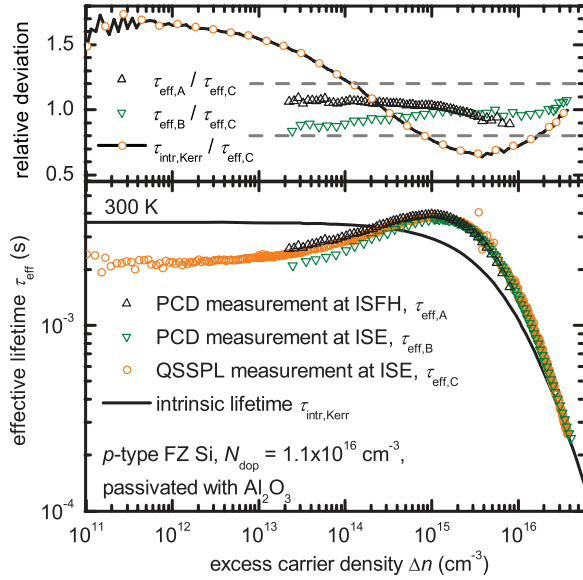 relative deviation
1.5
1.0
0.5
τeff,A / τeff,C
τeff,B / τeff,C
τintr,Kerr / τeff,C
effective lifetime τeff (s)
300 K
10⁻³
10⁻⁴
PCD measurement at ISFH, τeff,A
PCD measurement at ISE, τeff,B
QSSPL measurement at ISE, τeff,C
intrinsic lifetime τintr,Kerr
p-type FZ Si, Ndop = 1.1x10¹⁶ cm⁻³,
passivated with Al₂O₃
10¹¹ 10¹² 10¹³ 10¹⁴ 10¹⁵ 10¹⁶
excess carrier density Δn (cm⁻³)